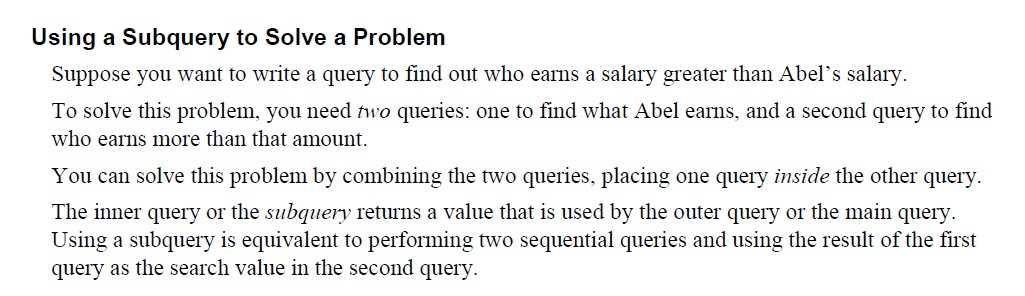 Using a Subquery to Solve a Problem
Suppose you want to write a query to find out who earns a salary greater than Abel’s salary.
To solve this problem, you need two queries: one to find what Abel earns, and a second query to find
who earns more than that amount.
You can solve this problem by combining the two queries, placing one query inside the other query.
The inner query or the subquery returns a value that is used by the outer query or the main query.
Using a subquery is equivalent to performing two sequential queries and using the result of the first
query as the search value in the second query.